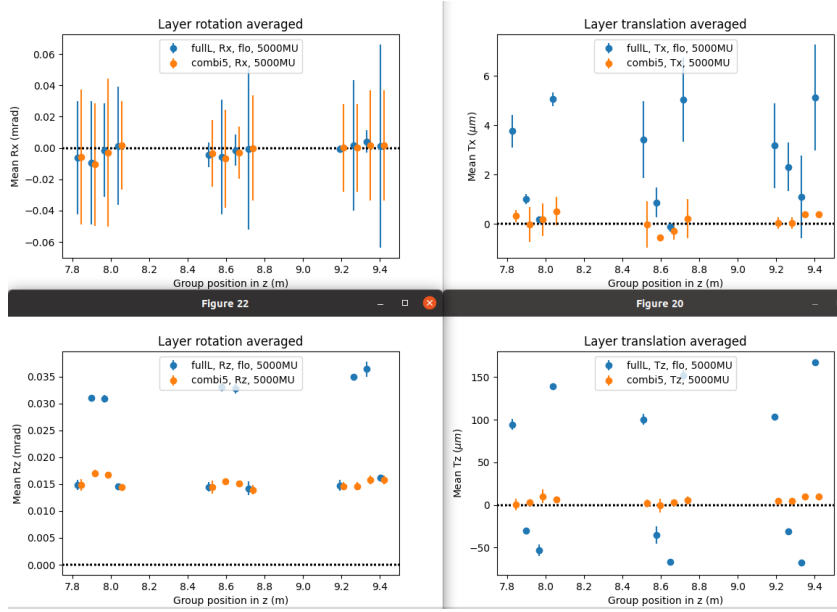 Layer rotation averaged
fullL, Rx, flo, 5000MU
combi5, Rx, 5000MU
Mean Rx (mrad)
0.06
0.04
0.02
0.00
−0.02
−0.04
−0.06
7.8 8.0 8.2 8.4 8.6 8.8 9.0 9.2 9.4
Group position in z (m)
Layer translation averaged
fullL, Tx, flo, 5000MU
combi5, Tx, 5000MU
Mean Tx (μm)
6
4
2
0
7.8 8.0 8.2 8.4 8.6 8.8 9.0 9.2 9.4
Group position in z (m)
Figure 22
Layer rotation averaged
fullL, Rz, flo, 5000MU
combi5, Rz, 5000MU
Mean Rz (mrad)
0.035
0.030
0.025
0.020
0.015
0.010
0.005
0.000
7.8 8.0 8.2 8.4 8.6 8.8 9.0 9.2 9.4
Group position in z (m)
Figure 20
Layer translation averaged
fullL, Tz, flo, 5000MU
combi5, Tz, 5000MU
Mean Tz (μm)
150
100
50
0
−50
7.8 8.0 8.2 8.4 8.6 8.8 9.0 9.2 9.4
Group position in z (m)